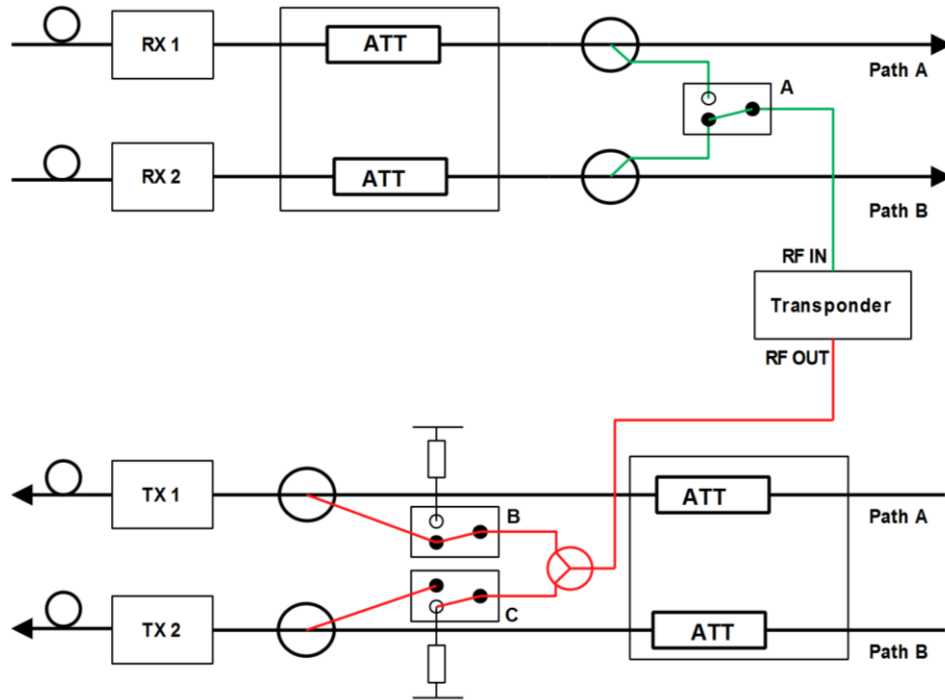 RX 1
ATT
Path A
A
RX 2
ATT
Path B
RF IN
Transponder
RF OUT
TX 1
B
ATT
Path A
TX 2
C
ATT
Path B